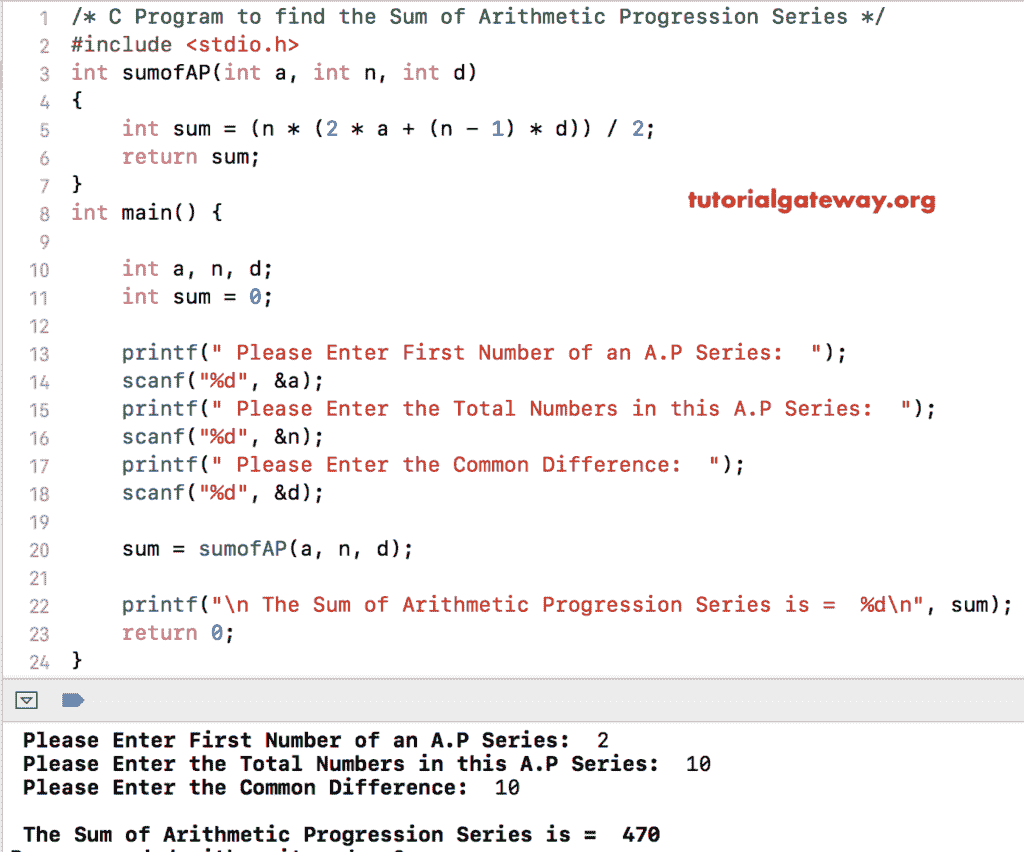 1 /* C Program to find the Sum of Arithmetic Progression Series */
2 #include <stdio.h>
3 int sumofAP(int a, int n, int d)
4 {
5     int sum = (n * (2 * a + (n - 1) * d)) / 2;
6     return sum;
7 }
tutorialgateway.org
8 int main() {
9
10     int a, n, d;
11     int sum = 0;
12
13     printf(" Please Enter First Number of an A.P Series:  ");
14     scanf("%d", &a);
15     printf(" Please Enter the Total Numbers in this A.P Series:  ");
16     scanf("%d", &n);
17     printf(" Please Enter the Common Difference:  ");
18     scanf("%d", &d);
19
20     sum = sumofAP(a, n, d);
21
22     printf("\n The Sum of Arithmetic Progression Series is =  %d\n", sum);
23     return 0;
24 }
Please Enter First Number of an A.P Series:  2
Please Enter the Total Numbers in this A.P Series:  10
Please Enter the Common Difference:  10
The Sum of Arithmetic Progression Series is =  470